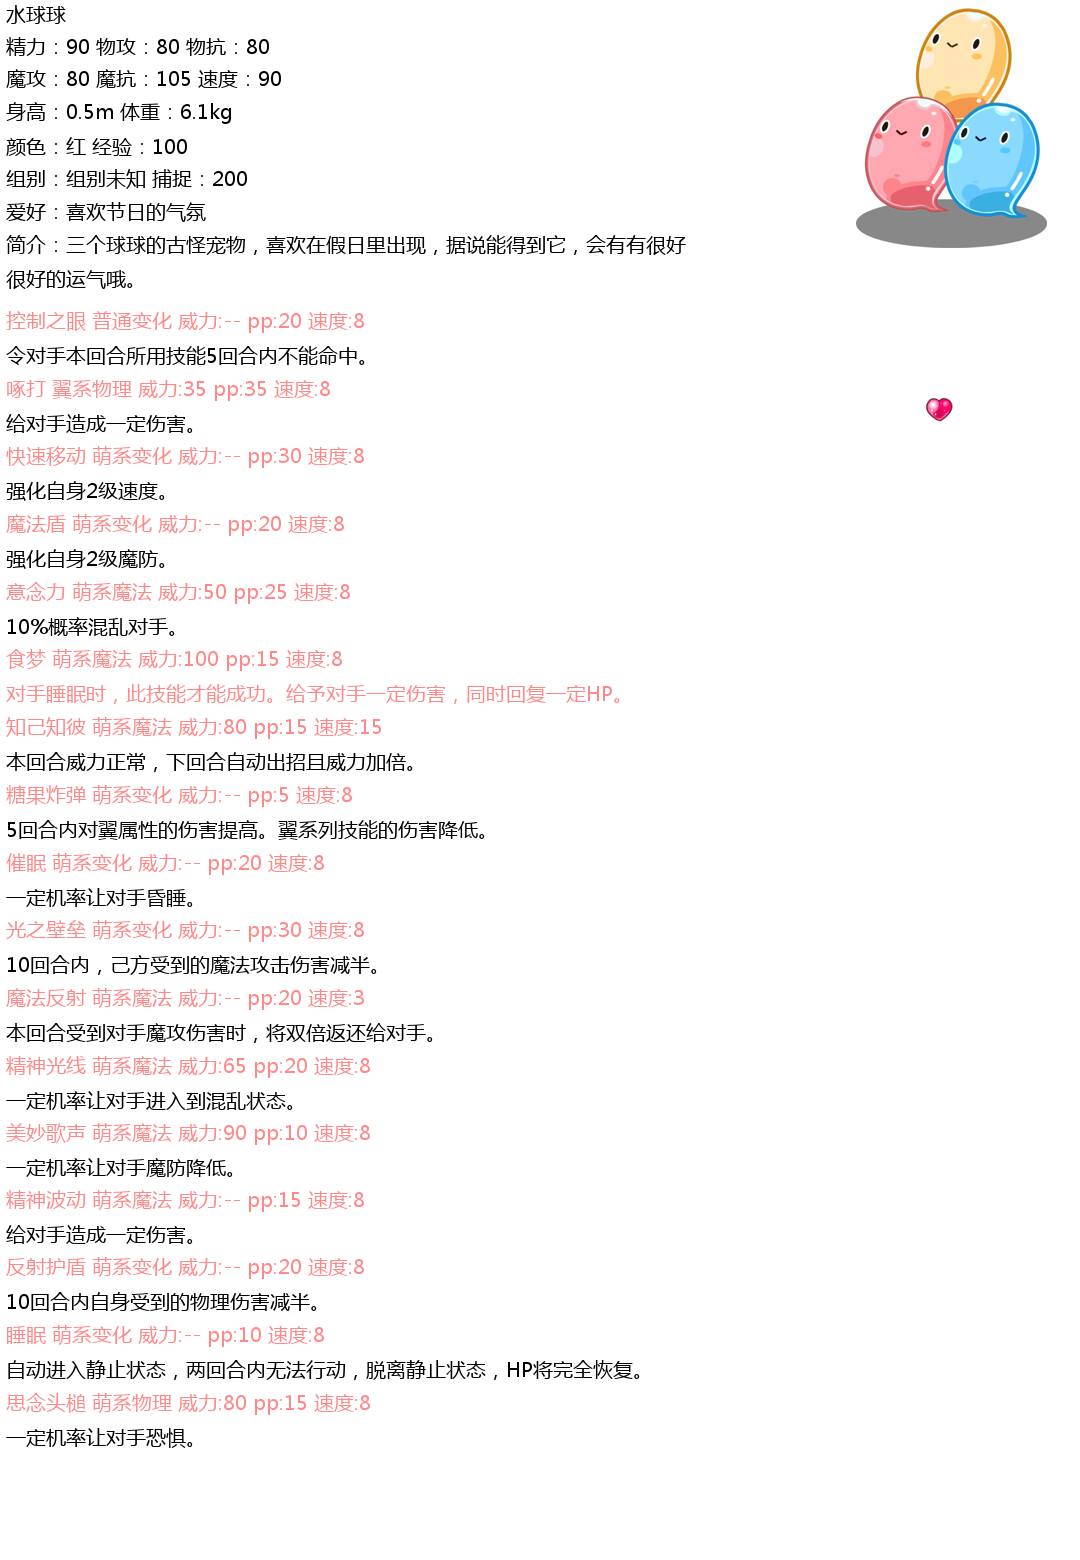 水球球
精力：90 物攻：80 物抗：80
魔攻：80 魔抗：105 速度：90
身高：0.5m 体重：6.1kg
颜色：红 经验：100
组别：组别未知 捕捉：200
爱好：喜欢节日的气氛
简介：三个球球的古怪宠物，喜欢在假日里出现，据说能得到它，会有有很好
很好的运气哦。
控制之眼 普通变化 威力:-- pp:20 速度:8
令对手本回合所用技能5回合内不能命中。
啄打 翼系物理 威力:35 pp:35 速度:8
给对手造成一定伤害。
快速移动 萌系变化 威力:-- pp:30 速度:8
强化自身2级速度。
魔法盾 萌系变化 威力:-- pp:20 速度:8
强化自身2级魔防。
意念力 萌系魔法 威力:50 pp:25 速度:8
10%概率混乱对手。
食梦 萌系魔法 威力:100 pp:15 速度:8
对手睡眠时，此技能才能成功。给予对手一定伤害，同时回复一定HP。
知己知彼 萌系魔法 威力:80 pp:15 速度:15
本回合威力正常，下回合自动出招且威力加倍。
糖果炸弹 萌系变化 威力:-- pp:5 速度:8
5回合内对翼属性的伤害提高。翼系列技能的伤害降低。
催眠 萌系变化 威力:-- pp:20 速度:8
一定机率让对手昏睡。
光之壁垒 萌系变化 威力:-- pp:30 速度:8
10回合内，己方受到的魔法攻击伤害减半。
魔法反射 萌系魔法 威力:-- pp:20 速度:3
本回合受到对手魔攻伤害时，将双倍返还给对手。
精神光线 萌系魔法 威力:65 pp:20 速度:8
一定机率让对手进入到混乱状态。
美妙歌声 萌系魔法 威力:90 pp:10 速度:8
一定机率让对手魔防降低。
精神波动 萌系魔法 威力:-- pp:15 速度:8
给对手造成一定伤害。
反射护盾 萌系变化 威力:-- pp:20 速度:8
10回合内自身受到的物理伤害减半。
睡眠 萌系变化 威力:-- pp:10 速度:8
自动进入静止状态，两回合内无法行动，脱离静止状态，HP将完全恢复。
思念头槌 萌系物理 威力:80 pp:15 速度:8
一定机率让对手恐惧。